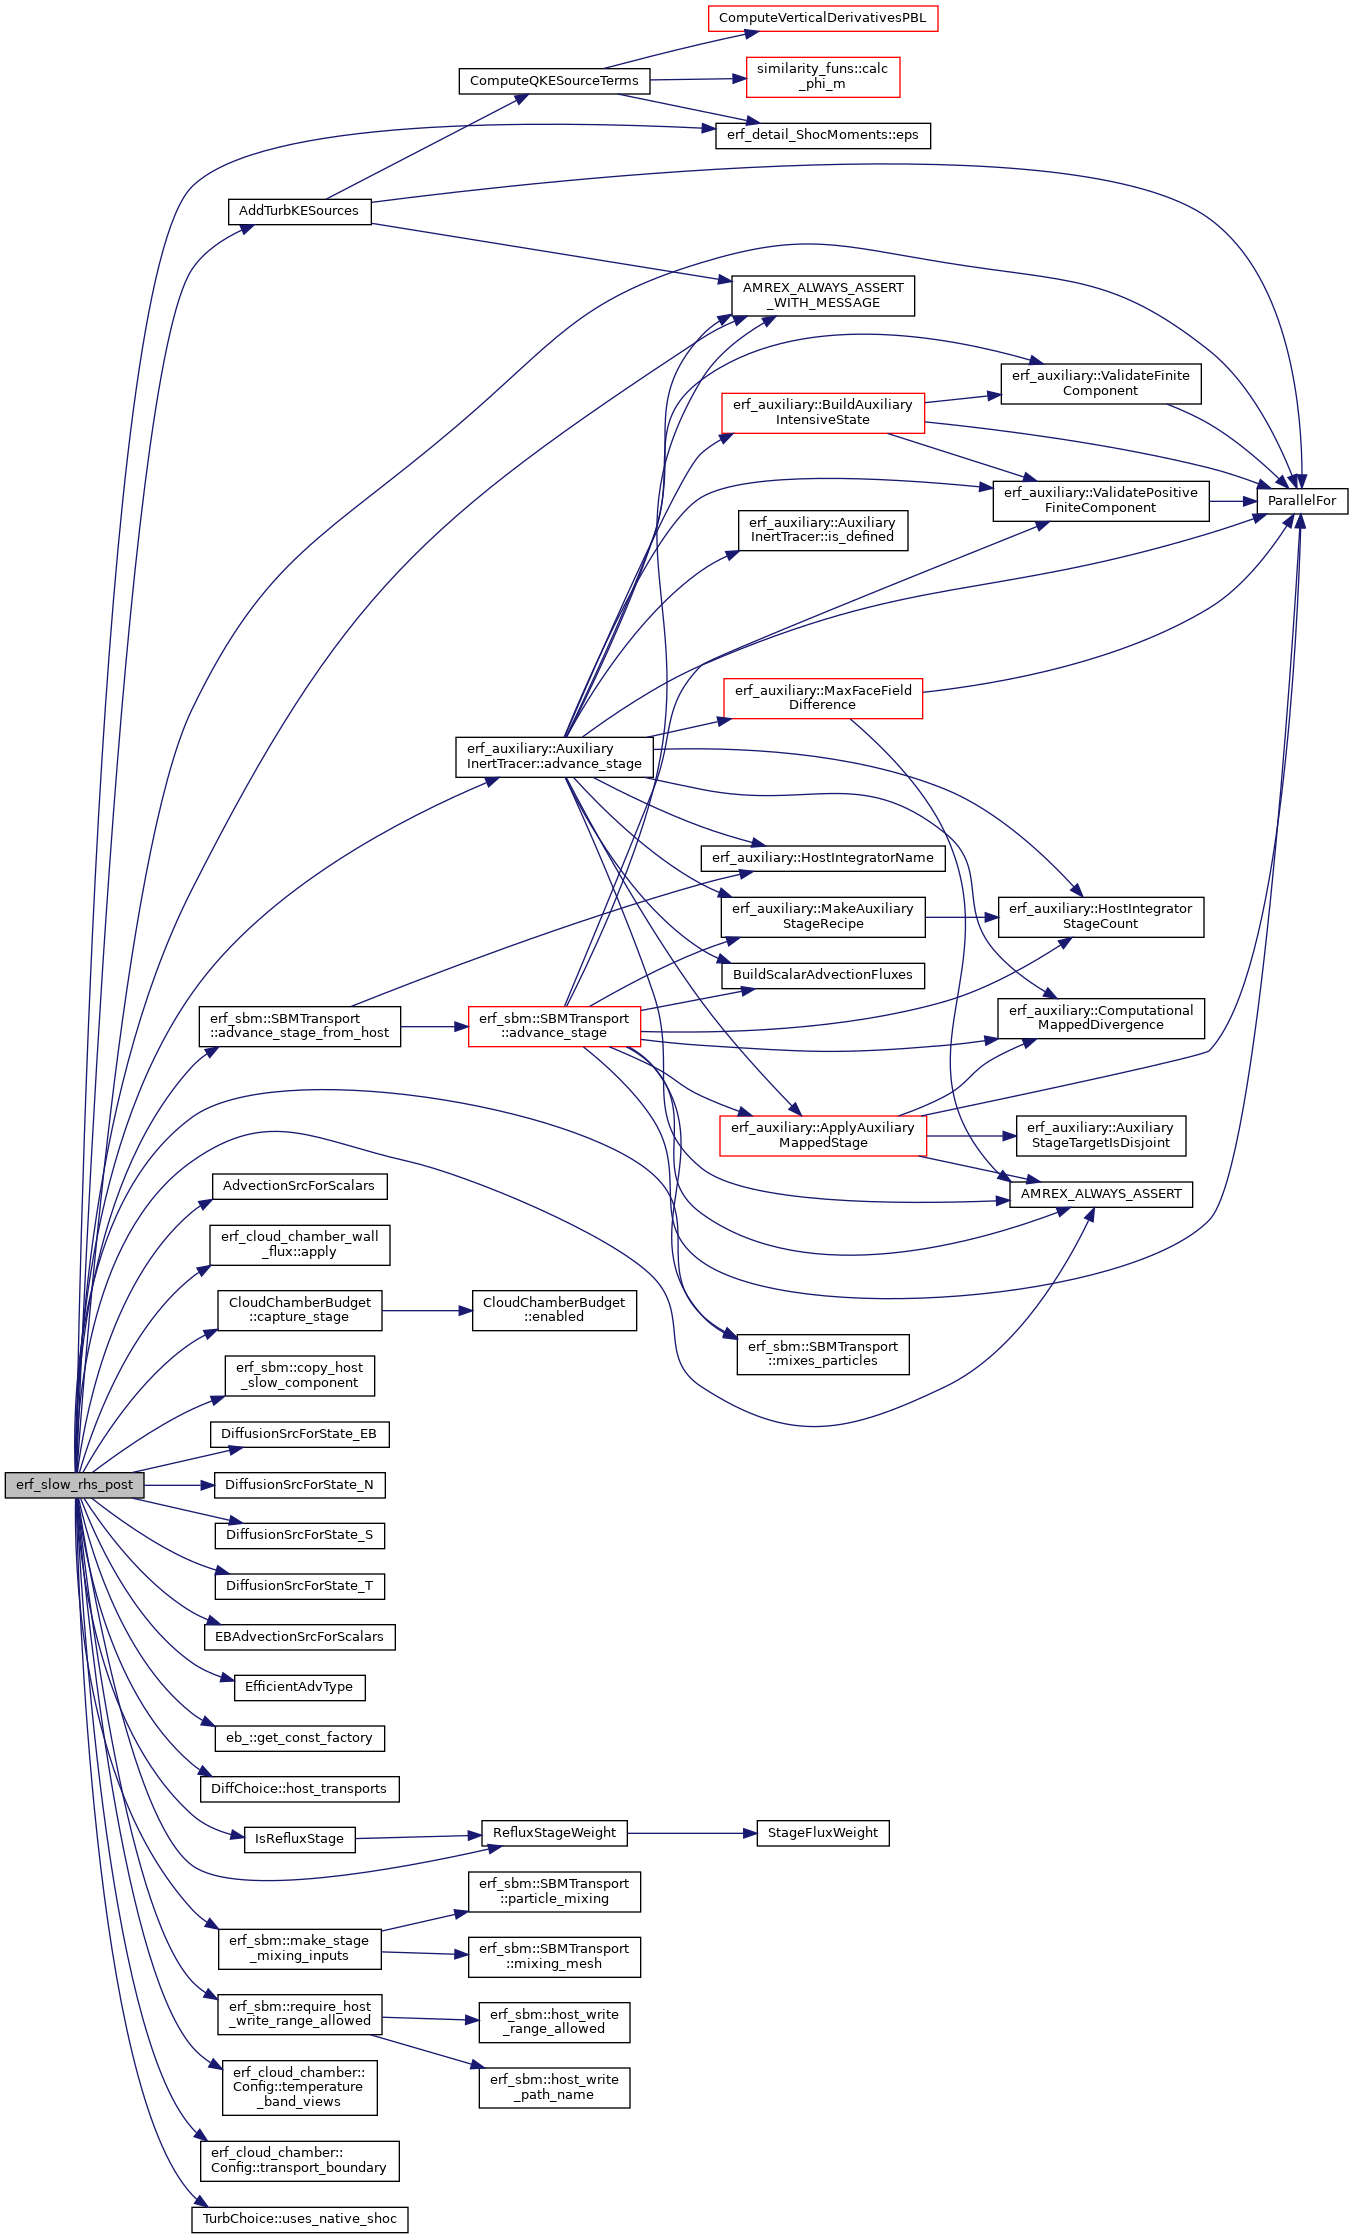 ComputeVerticalDerivativesPBL
ComputeQKESourceTerms
similarity_funs::calc
_phi_m
erf_detail_ShocMoments::eps
AddTurbKESources
AMREX_ALWAYS_ASSERT
_WITH_MESSAGE
erf_auxiliary::ValidateFinite
Component
erf_auxiliary::BuildAuxiliary
IntensiveState
erf_auxiliary::ValidatePositive
FiniteComponent
ParallelFor
erf_auxiliary::Auxiliary
InertTracer::is_defined
erf_auxiliary::MaxFaceField
Difference
erf_auxiliary::Auxiliary
InertTracer::advance_stage
erf_auxiliary::HostIntegratorName
erf_auxiliary::MakeAuxiliary
StageRecipe
erf_auxiliary::HostIntegrator
StageCount
BuildScalarAdvectionFluxes
erf_sbm::SBMTransport
::advance_stage_from_host
erf_sbm::SBMTransport
::advance_stage
erf_auxiliary::Computational
MappedDivergence
erf_auxiliary::ApplyAuxiliary
MappedStage
erf_auxiliary::Auxiliary
StageTargetIsDisjoint
AMREX_ALWAYS_ASSERT
AdvectionSrcForScalars
erf_cloud_chamber_wall
_flux::apply
CloudChamberBudget
::capture_stage
CloudChamberBudget
::enabled
erf_sbm::SBMTransport
::mixes_particles
erf_sbm::copy_host
_slow_component
DiffusionSrcForState_EB
erf_slow_rhs_post
DiffusionSrcForState_N
DiffusionSrcForState_S
DiffusionSrcForState_T
EBAdvectionSrcForScalars
EfficientAdvType
eb_::get_const_factory
DiffChoice::host_transports
IsRefluxStage
RefluxStageWeight
StageFluxWeight
erf_sbm::SBMTransport
::particle_mixing
erf_sbm::make_stage
_mixing_inputs
erf_sbm::SBMTransport
::mixing_mesh
erf_sbm::require_host
_write_range_allowed
erf_sbm::host_write
_range_allowed
erf_sbm::host_write
_path_name
erf_cloud_chamber::
Config::temperature
_band_views
erf_cloud_chamber::
Config::transport_boundary
TurbChoice::uses_native_shoc